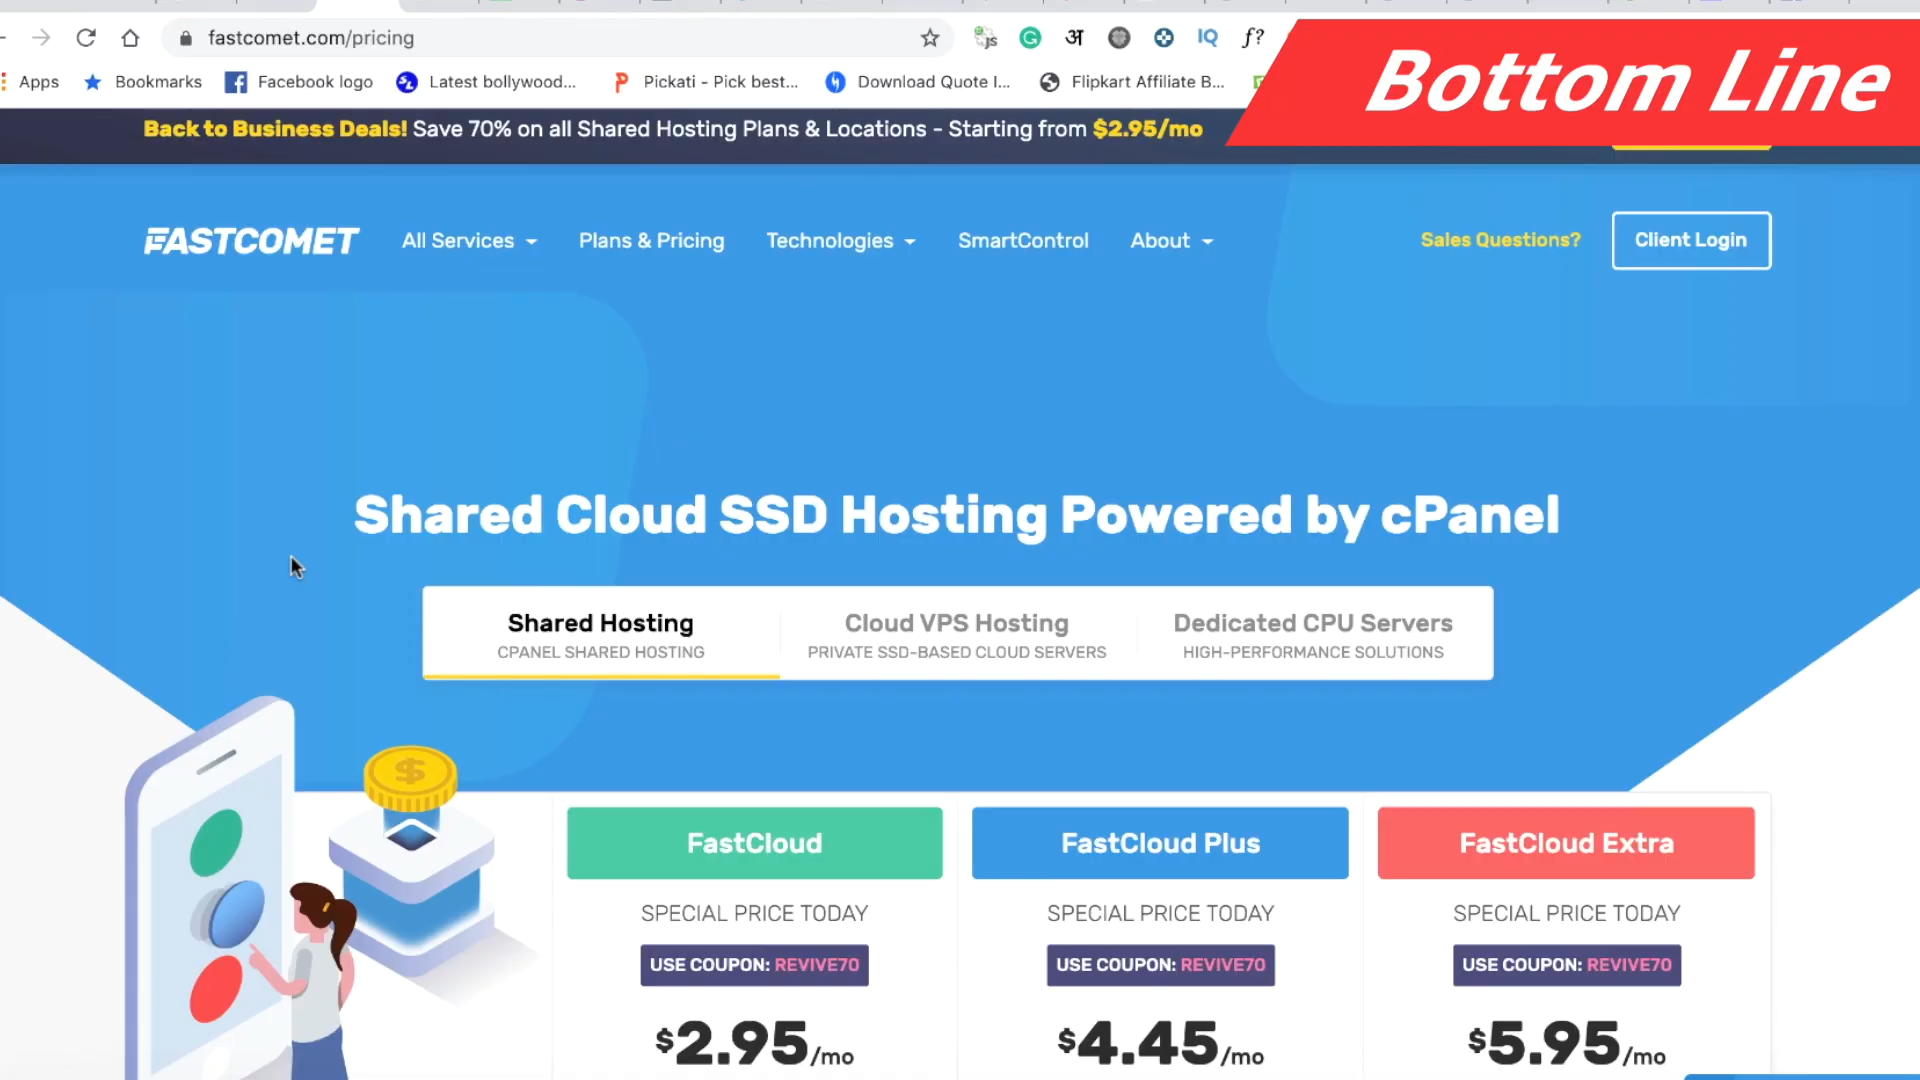 fastcomet.com/pricing
JS
G
अ
IQ
f?
Bottom Line
Apps
Bookmarks
Facebook logo
Latest bollywood...
Pickati - Pick best...
Download Quote I...
Flipkart Affiliate B...
Back to Business Deals! Save 70% on all Shared Hosting Plans & Locations - Starting from $2.95/mo
FASTCOMET
All Services
Plans & Pricing
Technologies
SmartControl
About
Sales Questions?
Client Login
Shared Cloud SSD Hosting Powered by cPanel
Shared Hosting
CPANEL SHARED HOSTING
Cloud VPS Hosting
PRIVATE SSD-BASED CLOUD SERVERS
Dedicated CPU Servers
HIGH-PERFORMANCE SOLUTIONS
$
FastCloud
SPECIAL PRICE TODAY
USE COUPON: REVIVE70
$2.95/mo
FastCloud Plus
SPECIAL PRICE TODAY
USE COUPON: REVIVE70
$4.45/mo
FastCloud Extra
SPECIAL PRICE TODAY
USE COUPON: REVIVE70
$5.95/mo